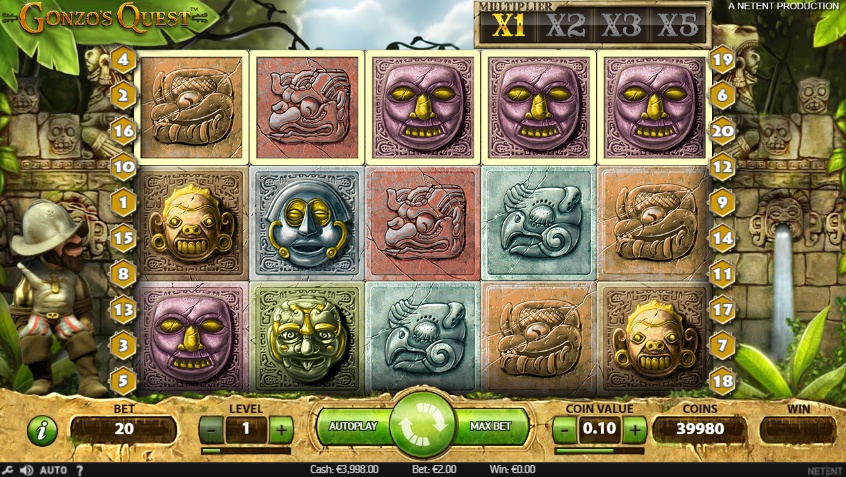 GONZO'S QUEST™
MULTIPLIER
X1 X2 X3 X5
A NETENT PRODUCTION
4
2
16
10
1
15
8
13
3
5
19
6
20
12
9
14
11
17
7
18
BET
20
LEVEL
- 1 +
AUTOPLAY
MAX BET
COIN VALUE
- 0.10 +
COINS
39980
WIN
i
AUTO ?
Cash: €3,998.00 Bet: €2.00 Win: €0.00
NETENT